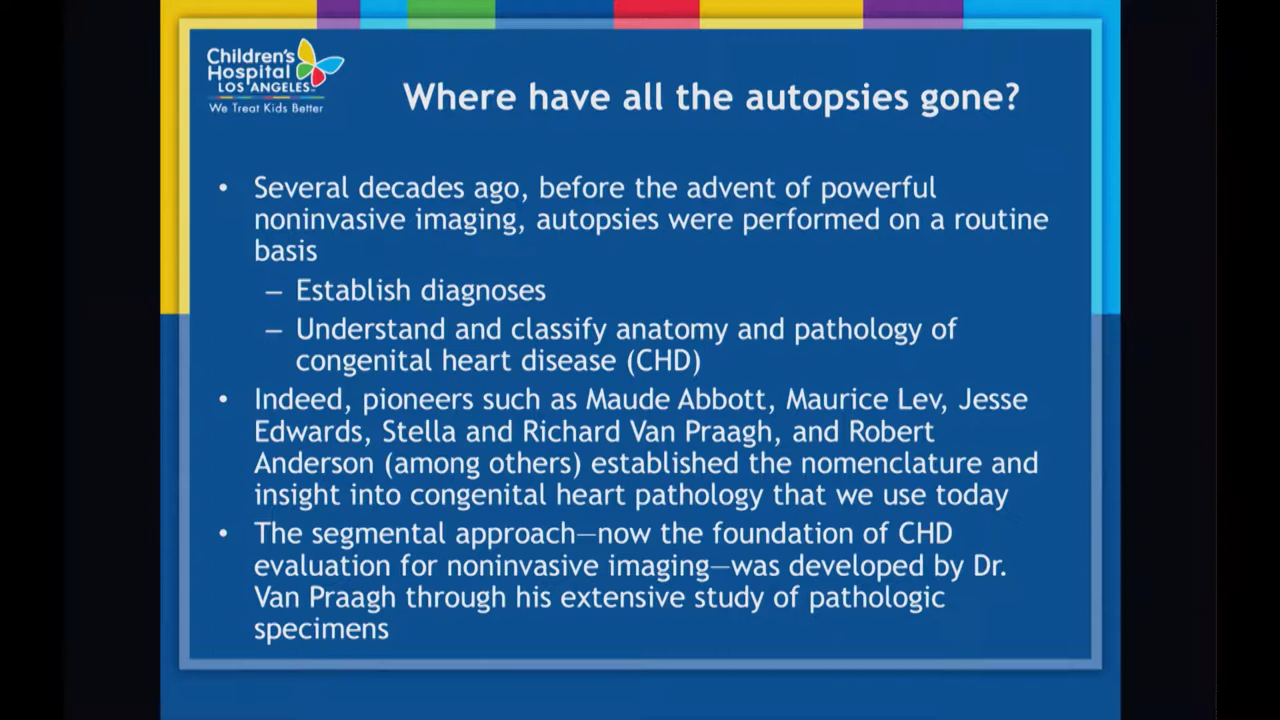 Children's
Hospital
LOS ANGELES
We Treat Kids Better
Where have all the autopsies gone?
• Several decades ago, before the advent of powerful
noninvasive imaging, autopsies were performed on a routine
basis
– Establish diagnoses
– Understand and classify anatomy and pathology of
congenital heart disease (CHD)
• Indeed, pioneers such as Maude Abbott, Maurice Lev, Jesse
Edwards, Stella and Richard Van Praagh, and Robert
Anderson (among others) established the nomenclature and
insight into congenital heart pathology that we use today
• The segmental approach—now the foundation of CHD
evaluation for noninvasive imaging—was developed by Dr.
Van Praagh through his extensive study of pathologic
specimens